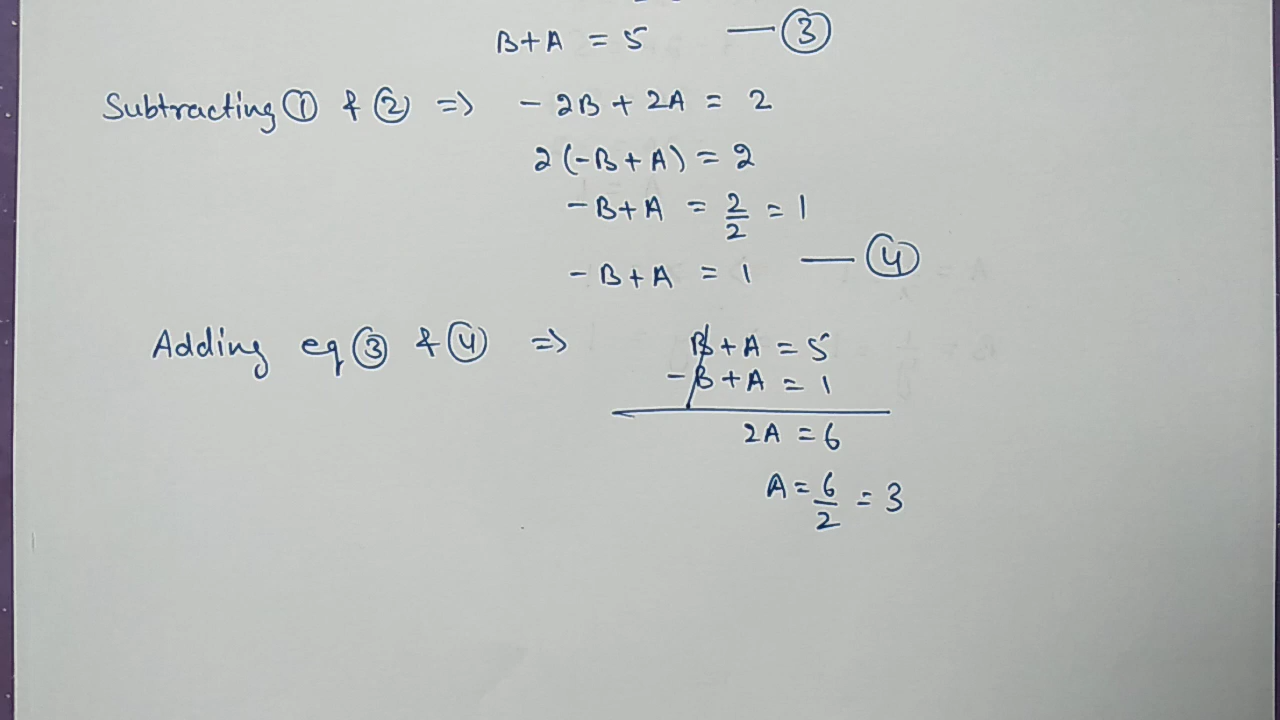 B+A = 5 — ③
Subtracting ① & ② => - 2B + 2A = 2
2(-B + A) = 2
-B+A = 2/2 = 1
- B + A = 1 — ④
Adding eq ③ & ④ => B + A = 5
-B + A = 1
2A = 6
A = 6/2 = 3